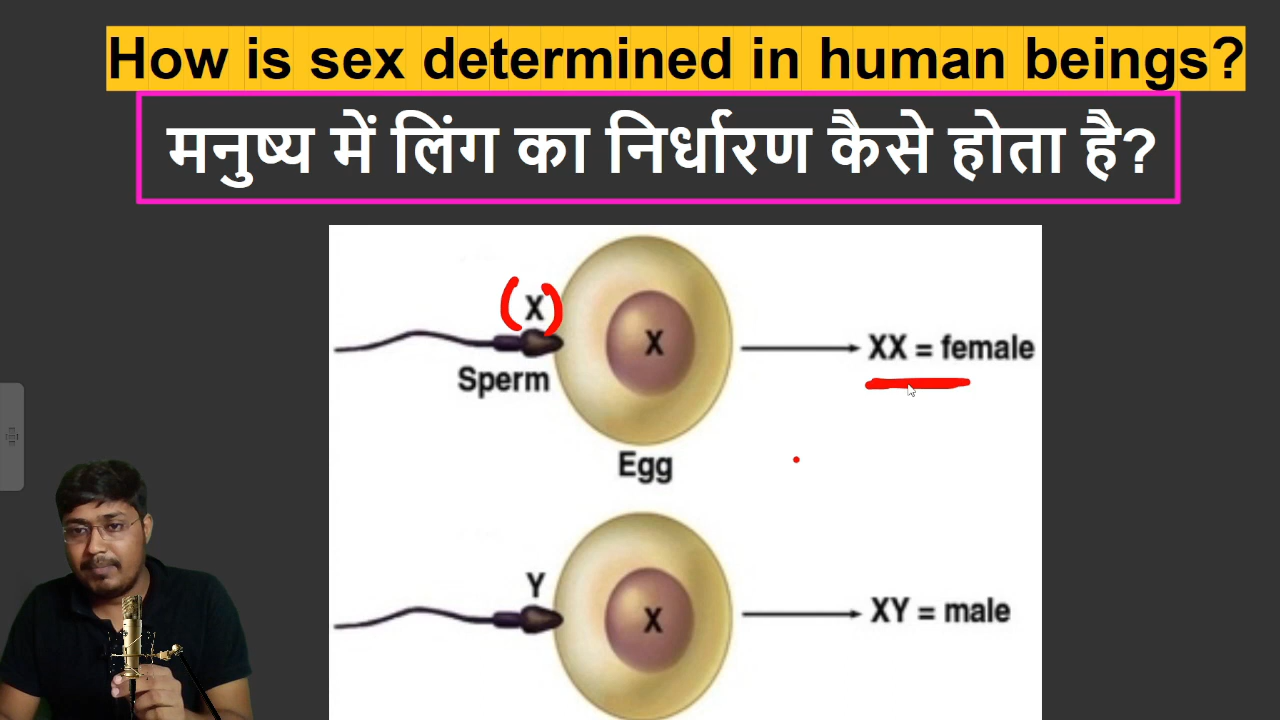 How is sex determined in human beings?
मनुष्य में लिंग का निर्धारण कैसे होता है?
X
X
XX = female
Sperm
Egg
Y
X
XY = male